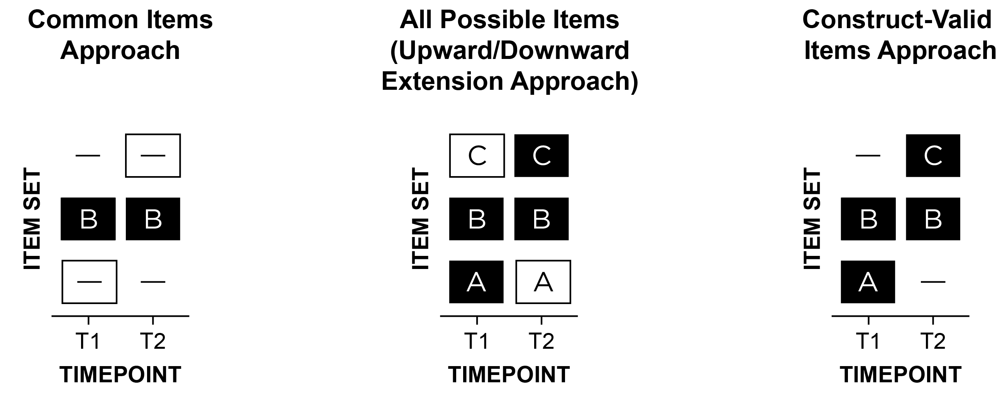 Common Items
Approach
ITEM SET
— —
B B
— —
T1 T2
TIMEPOINT
All Possible Items
(Upward/Downward
Extension Approach)
ITEM SET
C C
B B
A A
T1 T2
TIMEPOINT
Construct-Valid
Items Approach
ITEM SET
— C
B B
A —
T1 T2
TIMEPOINT